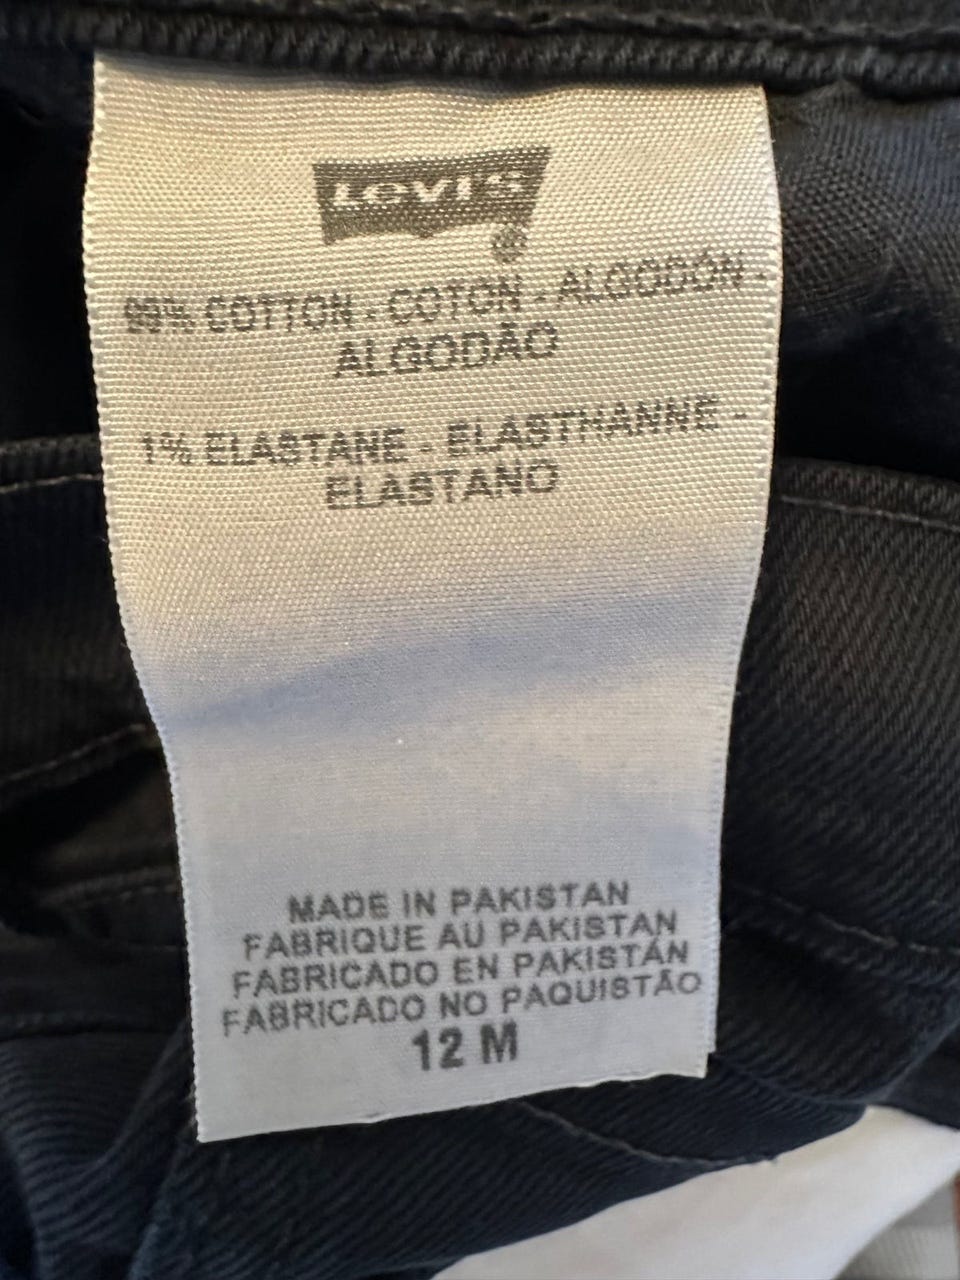 LEVI'S
®
99% COTTON - COTON - ALGODÓN -
ALGODÃO
1% ELASTANE - ELASTHANNE -
ELASTANO
MADE IN PAKISTAN
FABRIQUE AU PAKISTAN
FABRICADO EN PAKISTÁN
FABRICADO NO PAQUISTÃO
12 M